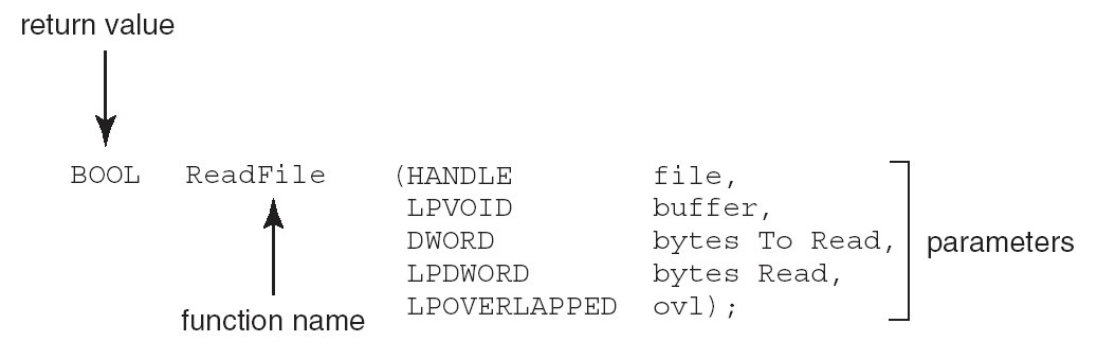 return value
BOOL ReadFile (HANDLE file,
LPVOID buffer,
DWORD bytes To Read,
parameters
LPDWORD bytes Read,
LPOVERLAPPED ovl);
function name